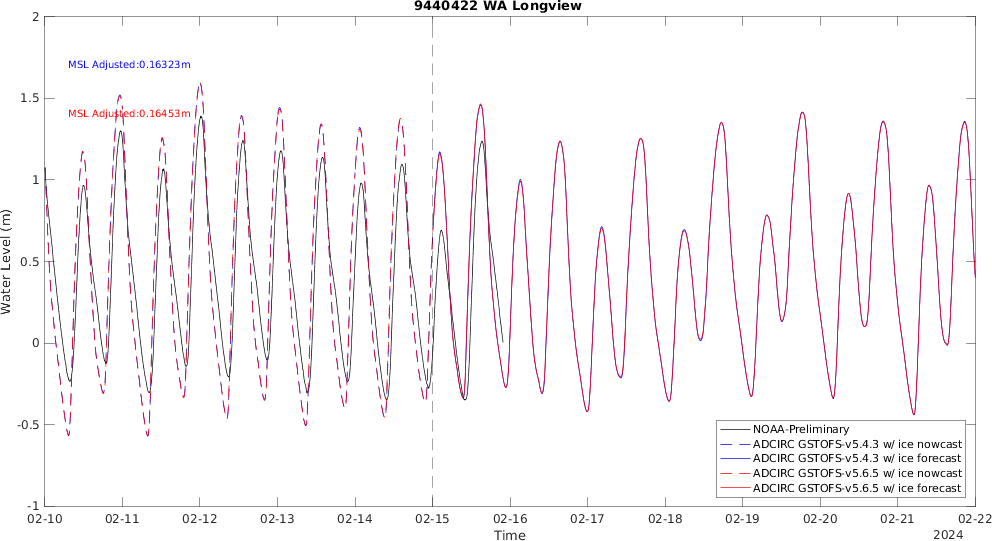 9440422 WA Longview
MSL Adjusted:0.16323m
MSL Adjusted:0.16453m
Water Level (m)
2
1.5
1
0.5
0
-0.5
-1
02-10 02-11 02-12 02-13 02-14 02-15 02-16 02-17 02-18 02-19 02-20 02-21 02-22
Time
2024
NOAA-Preliminary
ADCIRC GSTOFS-v5.4.3 w/ ice nowcast
ADCIRC GSTOFS-v5.4.3 w/ ice forecast
ADCIRC GSTOFS-v5.6.5 w/ ice nowcast
ADCIRC GSTOFS-v5.6.5 w/ ice forecast